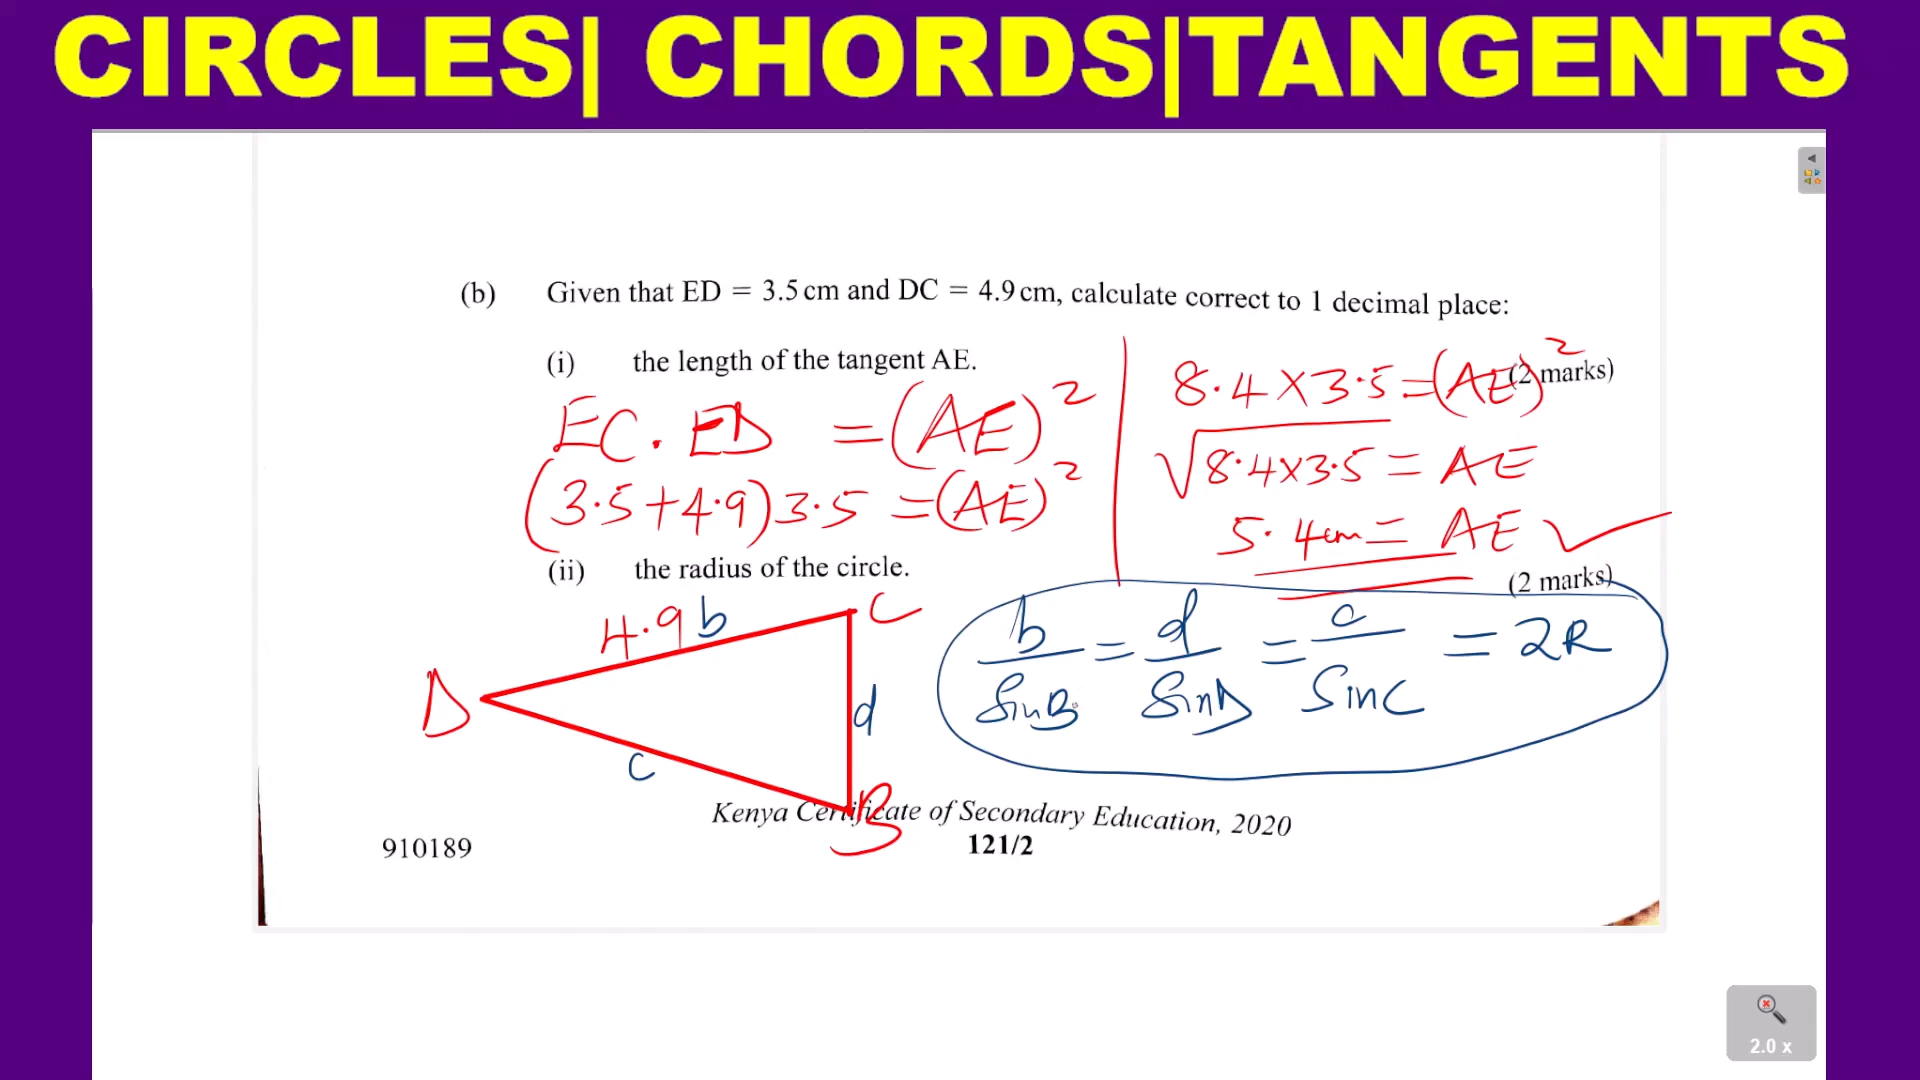 CIRCLES| CHORDS|TANGENTS
(b) Given that ED = 3.5 cm and DC = 4.9 cm, calculate correct to 1 decimal place:
(i) the length of the tangent AE. (2 marks)
EC. ED = (AE)²
(3.5+4.9)3.5 = (AE)²
8.4×3.5=(AE)²
√8.4×3.5 = AE
5.4cm = AE ✓
(ii) the radius of the circle. (2 marks)
4.9 b C
D d
c B
b/SinB = d/SinD = c/SinC = 2R
Kenya Certificate of Secondary Education, 2020
910189 121/2
2.0 x